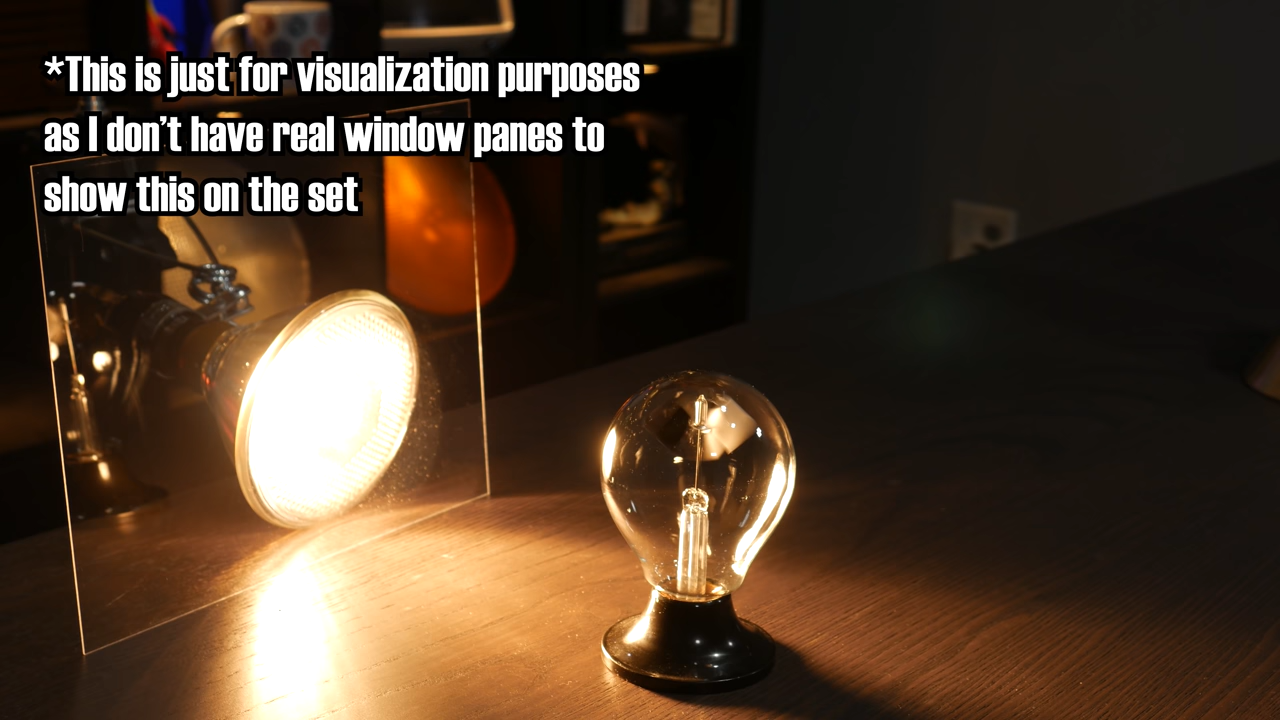 *This is just for visualization purposes
as I don't have real window panes to
show this on the set